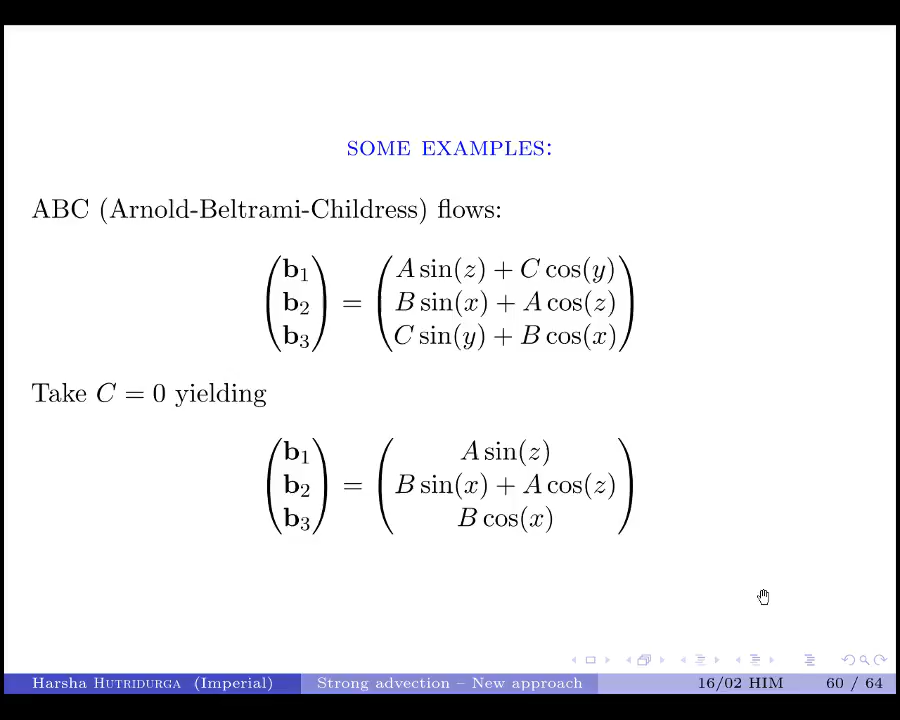 SOME EXAMPLES:
ABC (Arnold-Beltrami-Childress) flows:
(b₁) = (A sin(z) + C cos(y))
(b₂) = (B sin(x) + A cos(z))
(b₃) = (C sin(y) + B cos(x))
Take C = 0 yielding
(b₁) = (A sin(z))
(b₂) = (B sin(x) + A cos(z))
(b₃) = (B cos(x))
Harsha HUTRIDURGA (Imperial) Strong advection – New approach 16/02 HIM 60 / 64